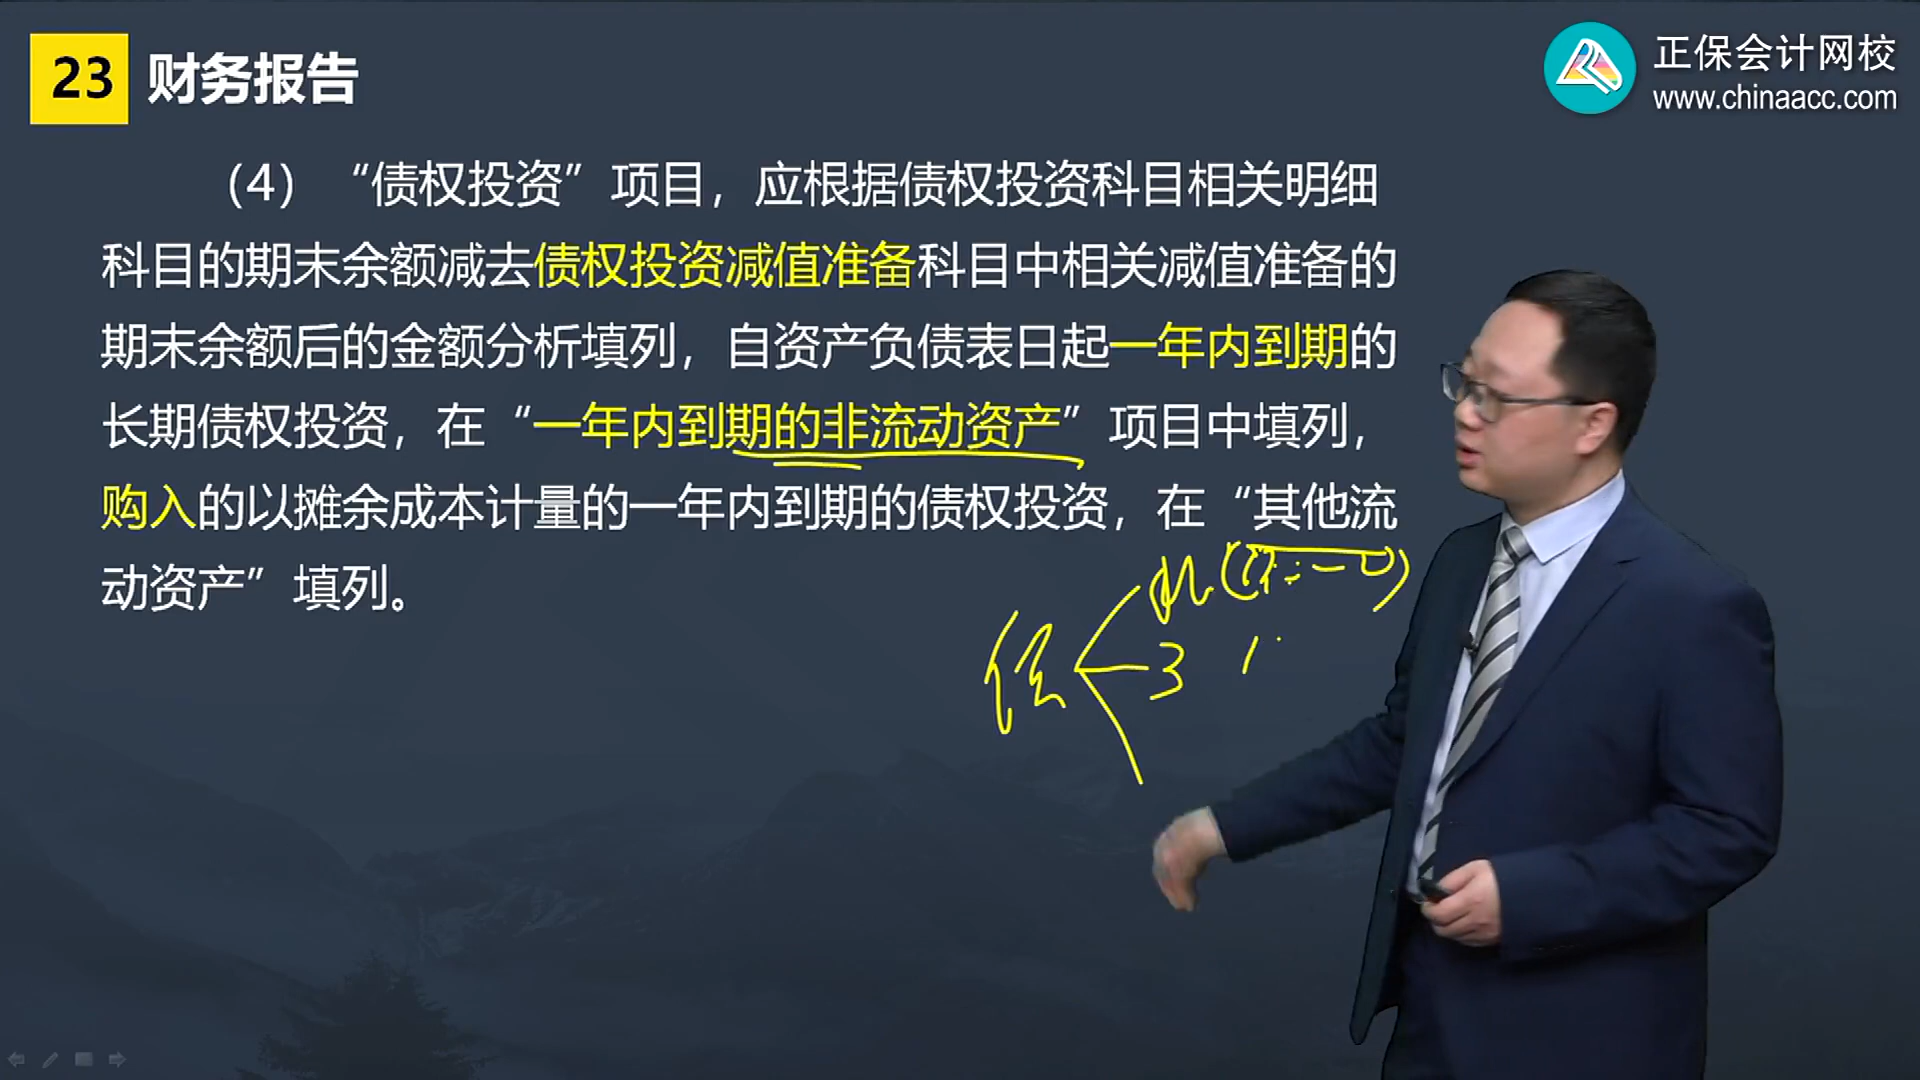 23 财务报告
正保会计网校
www.chinaacc.com
（4）“债权投资”项目，应根据债权投资科目相关明细
科目的期末余额减去债权投资减值准备科目中相关减值准备的
期末余额后的金额分析填列，自资产负债表日起一年内到期的
长期债权投资，在“一年内到期的非流动资产”项目中填列，
购入的以摊余成本计量的一年内到期的债权投资，在“其他流
动资产”填列。
债
3 1